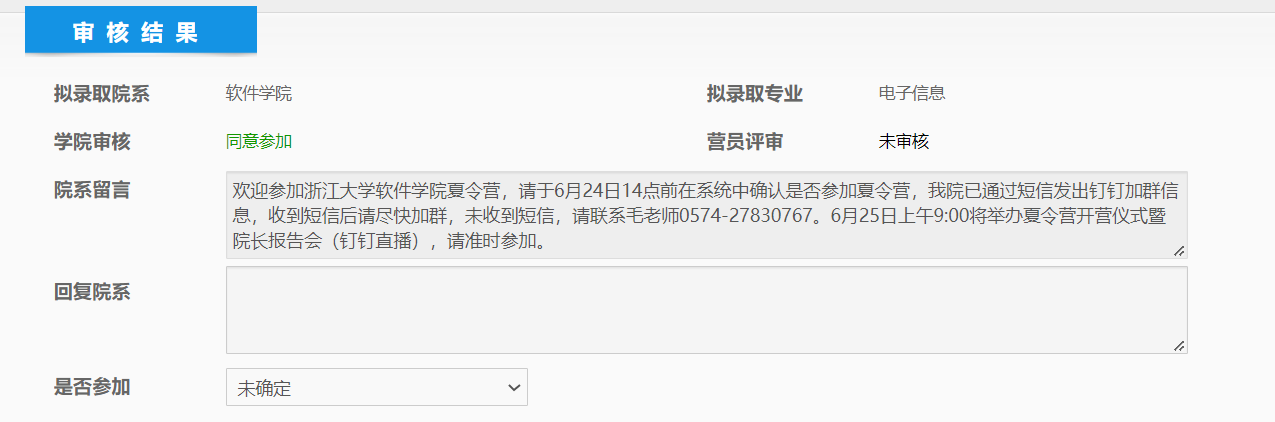 审核结果
拟录取院系 软件学院 拟录取专业 电子信息
学院审核 同意参加 营员评审 未审核
院系留言 欢迎参加浙江大学软件学院夏令营，请于6月24日14点前在系统中确认是否参加夏令营，我院已通过短信发出钉钉加群信
息，收到短信后请尽快加群，未收到短信，请联系毛老师0574-27830767。6月25日上午9:00将举办夏令营开营仪式暨
院长报告会（钉钉直播），请准时参加。
回复院系
是否参加 未确定